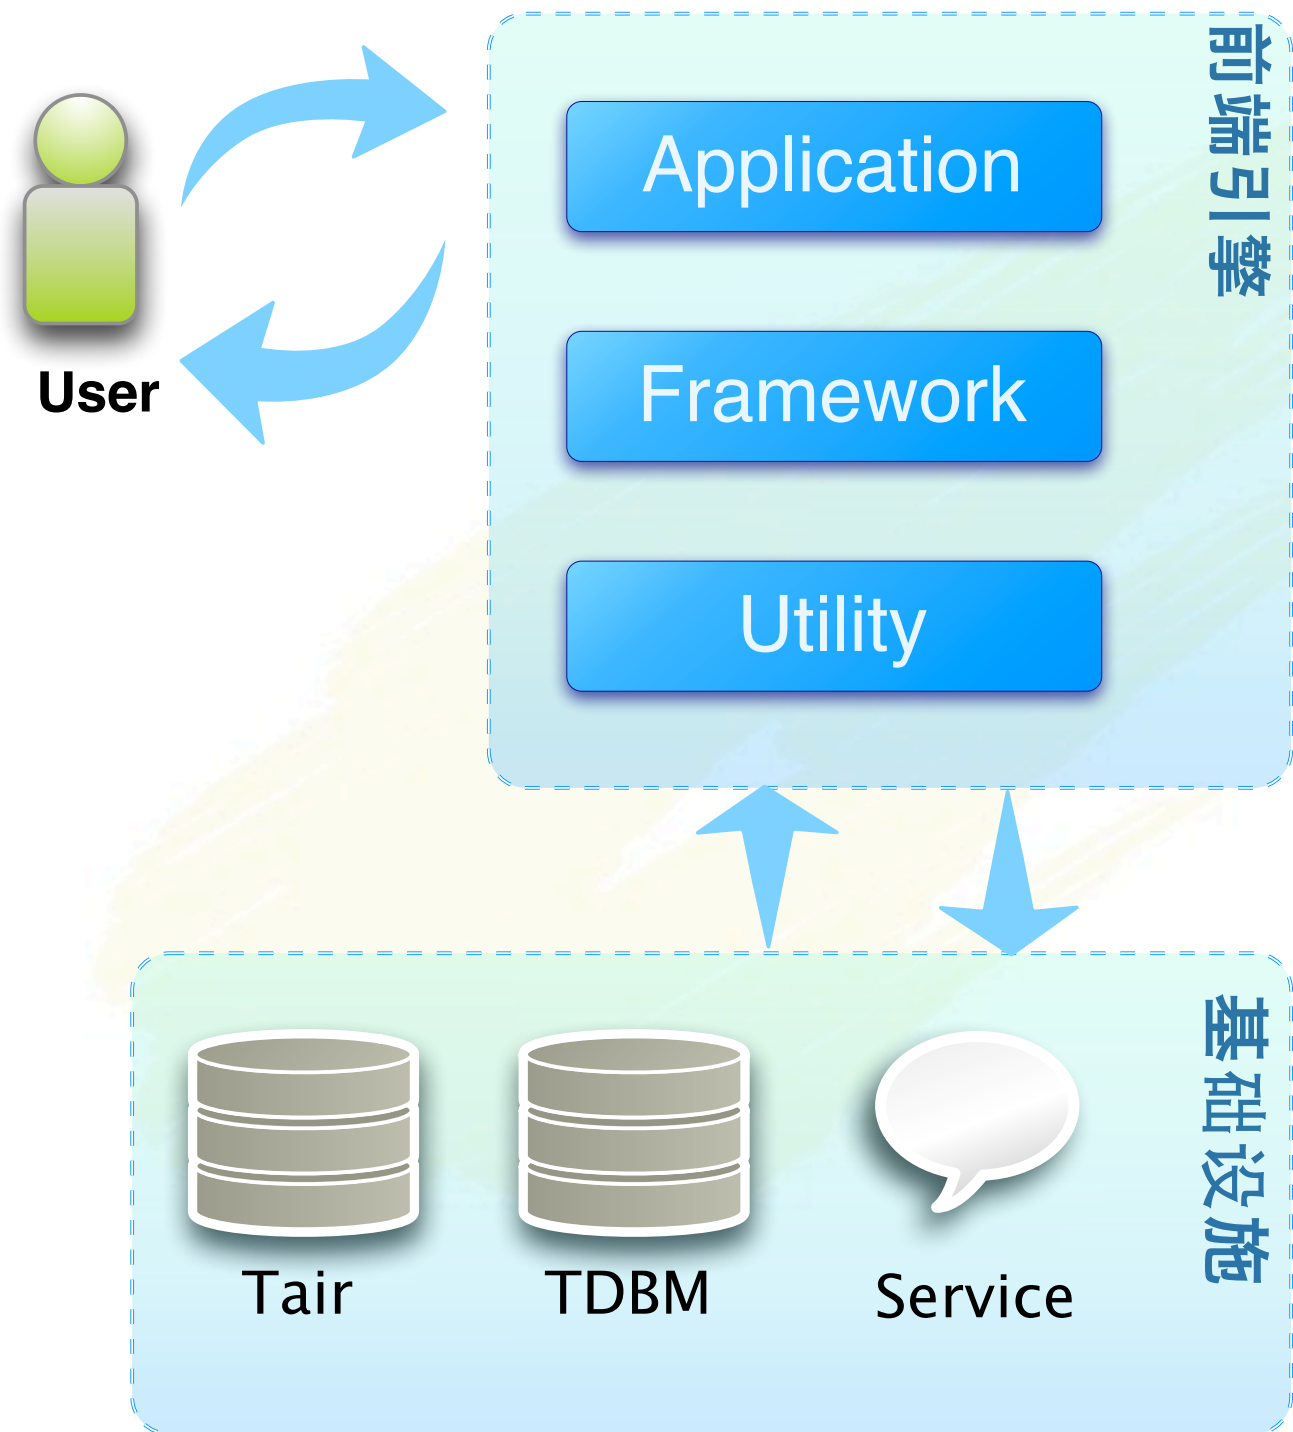 前端引擎
Application
User
Framework
Utility
基础设施
Tair
TDBM
Service